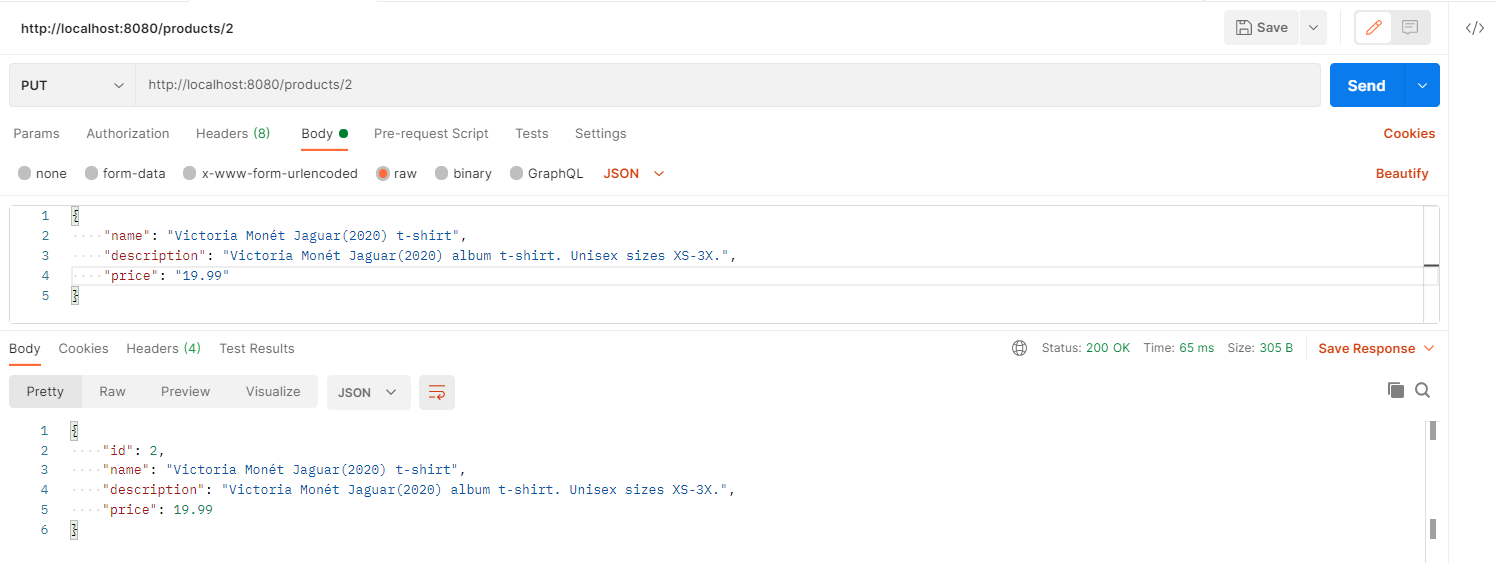 http://localhost:8080/products/2 Save
PUT http://localhost:8080/products/2 Send
Params Authorization Headers (8) Body Pre-request Script Tests Settings Cookies
none form-data x-www-form-urlencoded raw binary GraphQL JSON Beautify
1 {
2 ····"name": "Victoria Monét Jaguar(2020) t-shirt",
3 ····"description": "Victoria Monét Jaguar(2020) album t-shirt. Unisex sizes XS-3X.",
4 ····"price": "19.99"
5 }
Body Cookies Headers (4) Test Results Status: 200 OK Time: 65 ms Size: 305 B Save Response
Pretty Raw Preview Visualize JSON
1 {
2 ····"id": 2,
3 ····"name": "Victoria Monét Jaguar(2020) t-shirt",
4 ····"description": "Victoria Monét Jaguar(2020) album t-shirt. Unisex sizes XS-3X.",
5 ····"price": 19.99
6 }